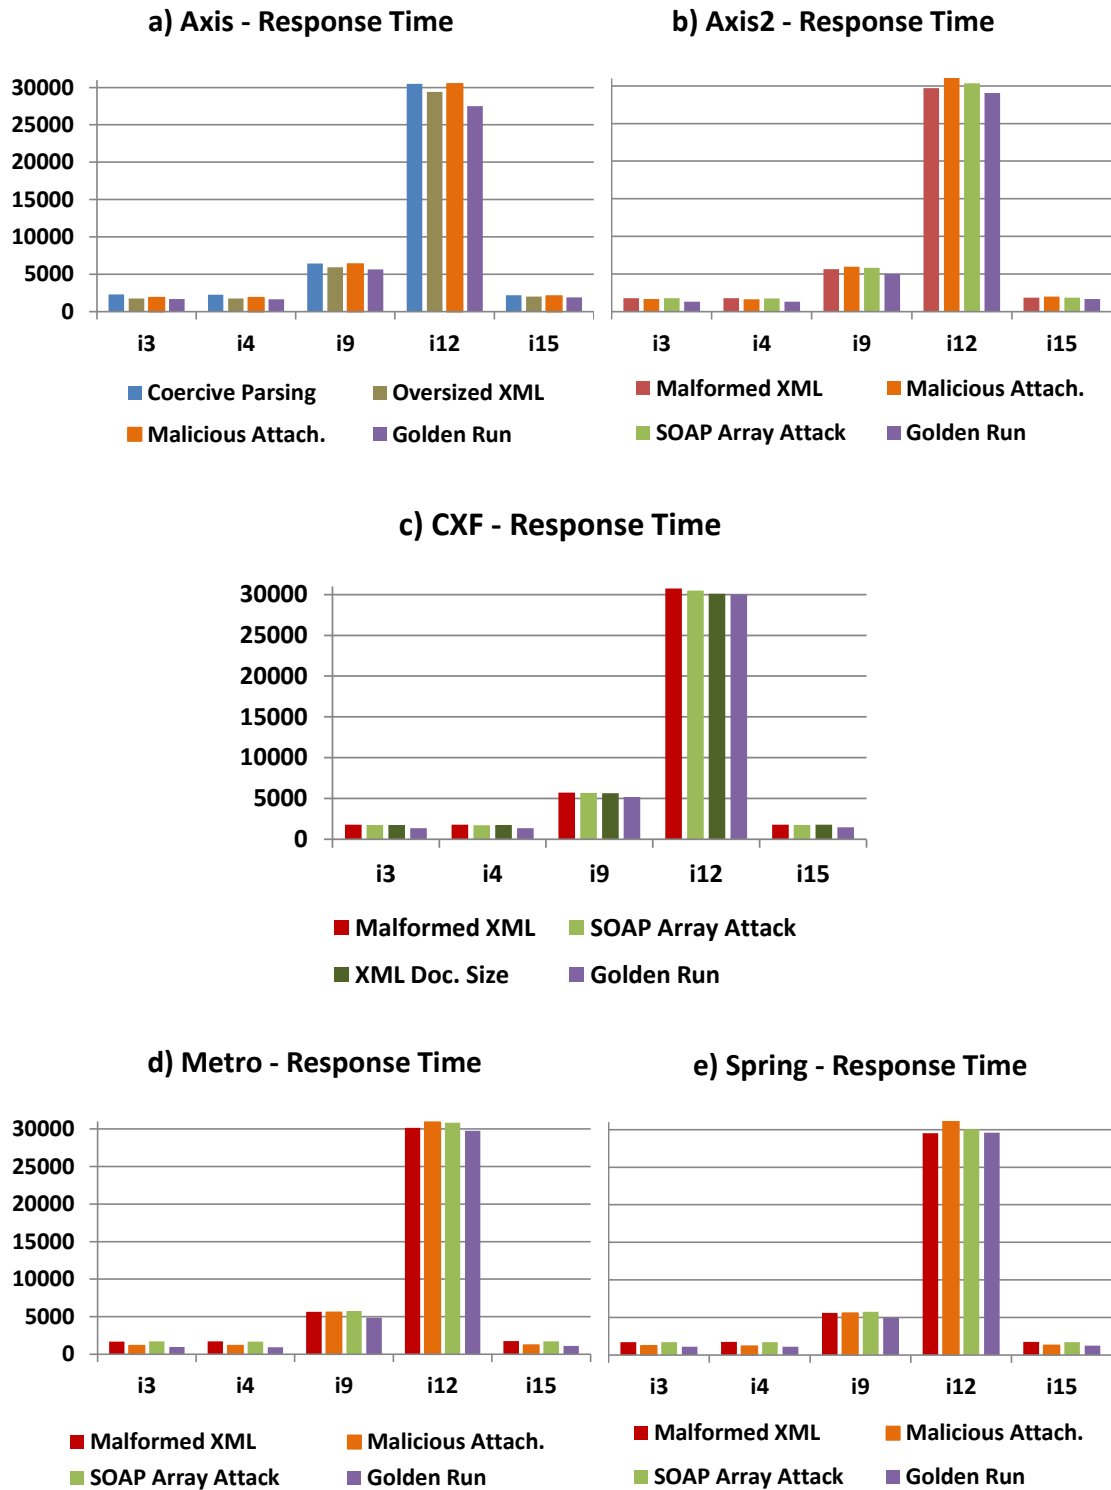 a) Axis - Response Time
30000
25000
20000
15000
10000
5000
0
i3 i4 i9 i12 i15
Coercive Parsing Oversized XML
Malicious Attach. Golden Run
b) Axis2 - Response Time
i3 i4 i9 i12 i15
Malformed XML Malicious Attach.
SOAP Array Attack Golden Run
c) CXF - Response Time
30000
25000
20000
15000
10000
5000
0
i3 i4 i9 i12 i15
Malformed XML SOAP Array Attack
XML Doc. Size Golden Run
d) Metro - Response Time
30000
25000
20000
15000
10000
5000
0
i3 i4 i9 i12 i15
Malformed XML Malicious Attach.
SOAP Array Attack Golden Run
e) Spring - Response Time
i3 i4 i9 i12 i15
Malformed XML Malicious Attach.
SOAP Array Attack Golden Run